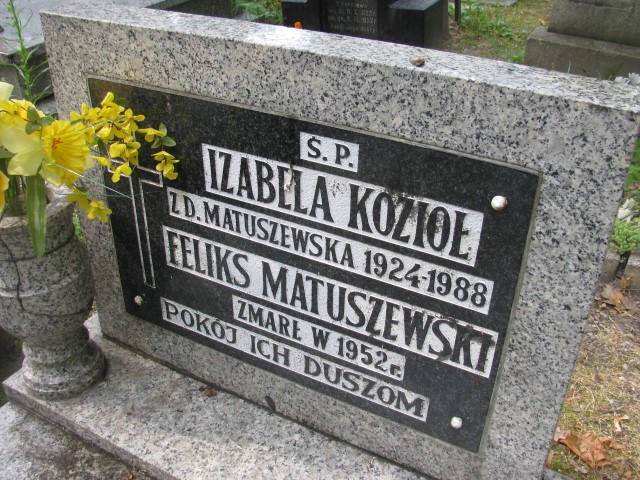 Ś.P.
IZABELA KOZIOŁ
Z D. MATUSZEWSKA 1924-1988
FELIKS MATUSZEWSKI
ZMARŁ W 1952 r.
POKÓJ ICH DUSZOM